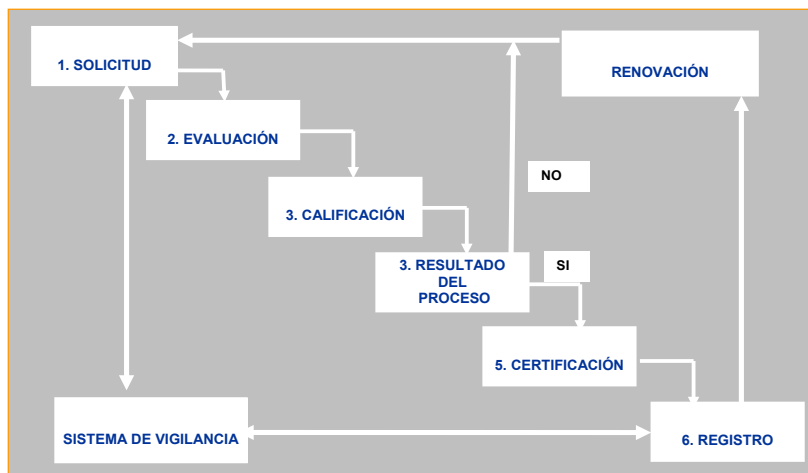 1. SOLICITUD
RENOVACIÓN
2. EVALUACIÓN
NO
3. CALIFICACIÓN
3. RESULTADO
DEL
PROCESO
SI
5. CERTIFICACIÓN
SISTEMA DE VIGILANCIA
6. REGISTRO